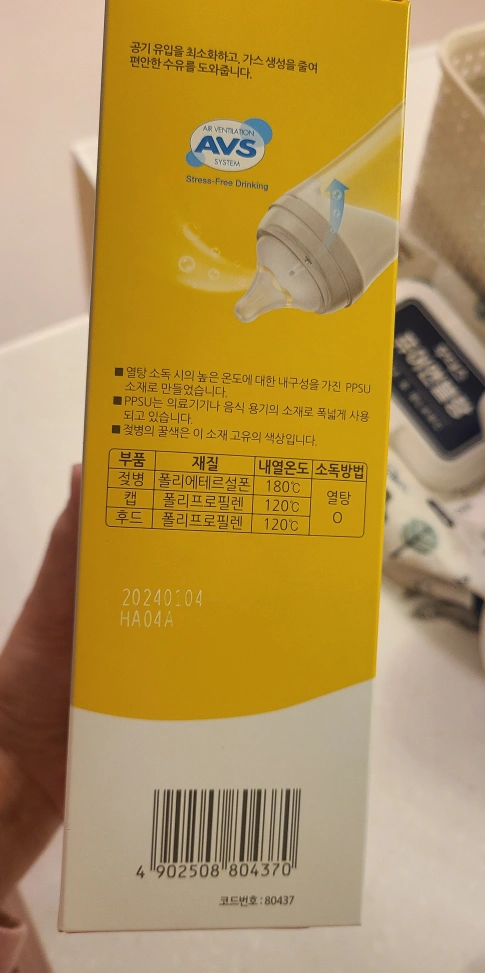 공기 유입을 최소화하고, 가스 생성을 줄여
편안한 수유를 도와줍니다.
AIR VENTILATION
AVS
SYSTEM
Stress-Free Drinking
■ 열탕 소독 시의 높은 온도에 대한 내구성을 가진 PPSU
소재로 만들었습니다.
■ PPSU는 의료기기나 음식 용기의 소재로 폭넓게 사용
되고 있습니다.
■ 젖병의 꿀색은 이 소재 고유의 색상입니다.
부품 재질 내열온도 소독방법
젖병 폴리에테르설폰 180℃ 열탕
캡 폴리프로필렌 120℃ O
후드 폴리프로필렌 120℃
20240104
HA04A
4 902508 804370
코드번호 : 80437